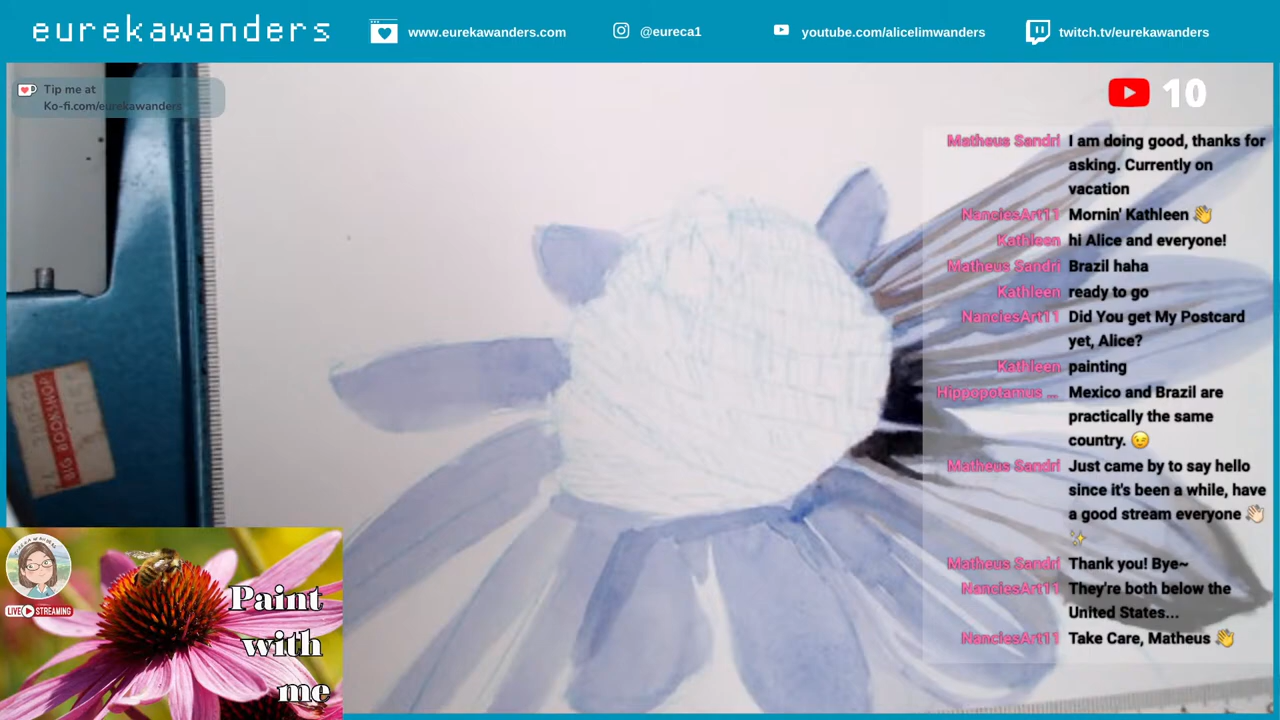 eurekawanders
www.eurekawanders.com
@eureca1
youtube.com/alicelimwanders
twitch.tv/eurekawanders
Tip me at
Ko-fi.com/eurekawanders
10
Matheus Sandri I am doing good, thanks for
asking. Currently on
vacation
NanciesArt11 Mornin' Kathleen 👋
Kathleen hi Alice and everyone!
Matheus Sandri Brazil haha
Kathleen ready to go
NanciesArt11 Did You get My Postcard
yet, Alice?
Kathleen painting
Hippopotamus ... Mexico and Brazil are
practically the same
country. 😉
Matheus Sandri Just came by to say hello
since it's been a while, have
a good stream everyone 👋🏻
✨
Matheus Sandri Thank you! Bye~
NanciesArt11 They're both below the
United States...
NanciesArt11 Take Care, Matheus 👋
BIG BOOKSHOP
LIVE STREAMING
Paint
with
me